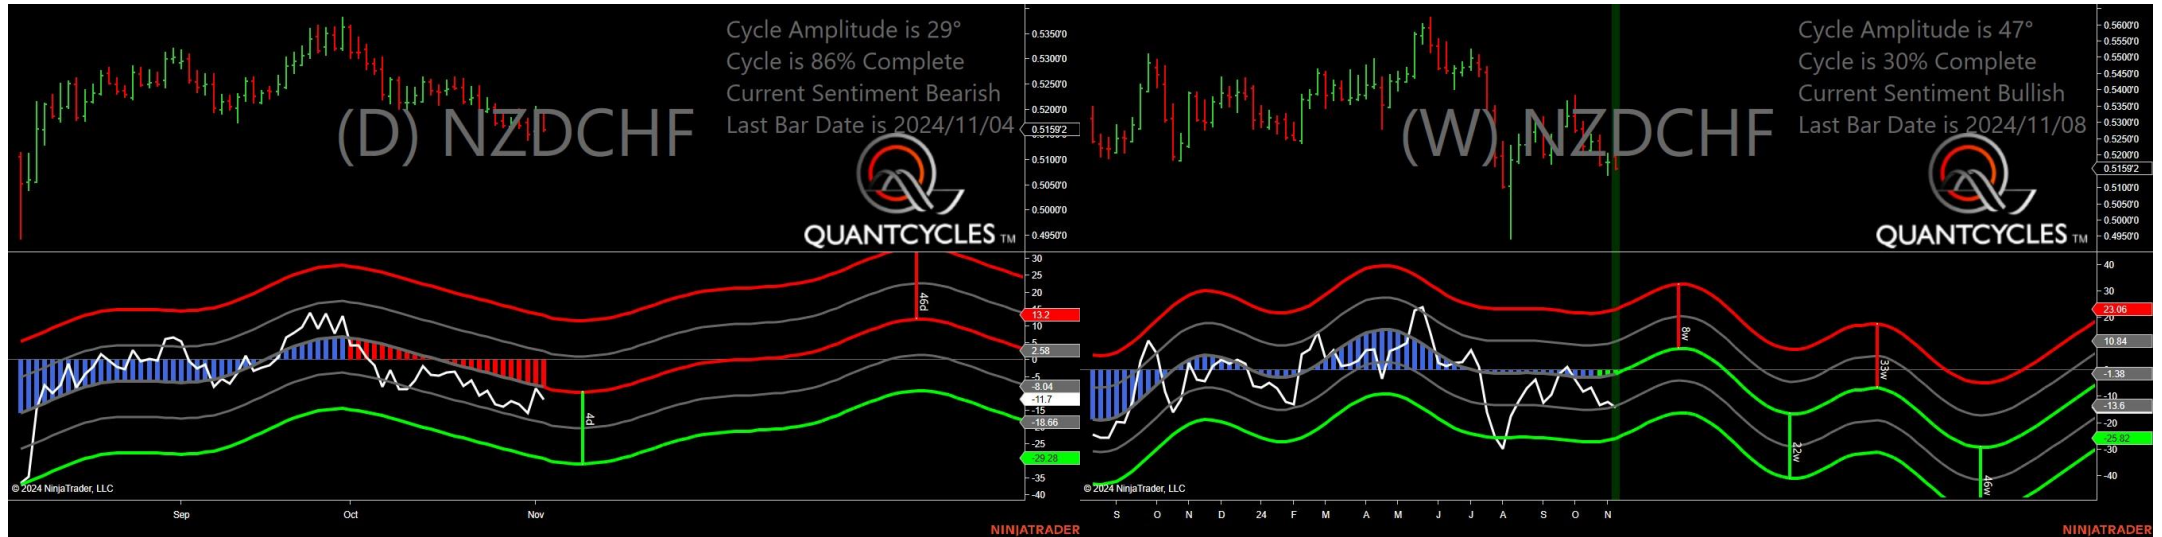 Cycle Amplitude is 29°
Cycle is 86% Complete
Current Sentiment Bearish
Last Bar Date is 2024/11/04
(D) NZDCHF
QUANTCYCLES TM
0.5350'0
0.5300'0
0.5250'0
0.5200'0
0.5159'2
0.5100'0
0.5050'0
0.5000'0
0.4950'0
46d
4d
30
25
20
13.2
10
5
2.58
0
-5
-8.04
-11.7
-15
-18.66
-25
-29.28
-35
-40
© 2024 NinjaTrader, LLC
Sep
Oct
Nov
NINJATRADER
Cycle Amplitude is 47°
Cycle is 30% Complete
Current Sentiment Bullish
Last Bar Date is 2024/11/08
(W) NZDCHF
QUANTCYCLES TM
0.5600'0
0.5550'0
0.5500'0
0.5450'0
0.5400'0
0.5350'0
0.5300'0
0.5250'0
0.5200'0
0.5159'2
0.5100'0
0.5050'0
0.5000'0
0.4950'0
8w
33w
22w
46w
40
30
23.06
20
10.84
-1.38
-10
-13.6
-20
-25.82
-30
-40
© 2024 NinjaTrader, LLC
S
O
N
D
24
F
M
A
M
J
J
A
S
O
N
NINJATRADER